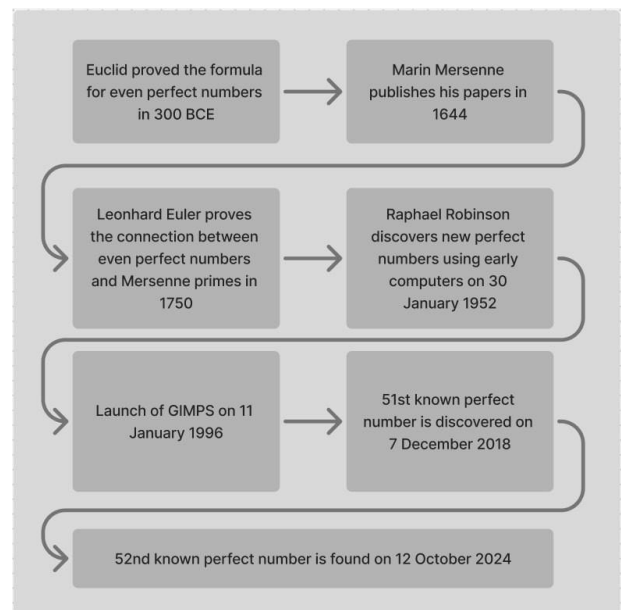 Euclid proved the formula
for even perfect numbers
in 300 BCE
Marin Mersenne
publishes his papers in
1644
Leonhard Euler proves
the connection between
even perfect numbers
and Mersenne primes in
1750
Raphael Robinson
discovers new perfect
numbers using early
computers on 30
January 1952
Launch of GIMPS on 11
January 1996
51st known perfect
number is discovered on
7 December 2018
52nd known perfect number is found on 12 October 2024